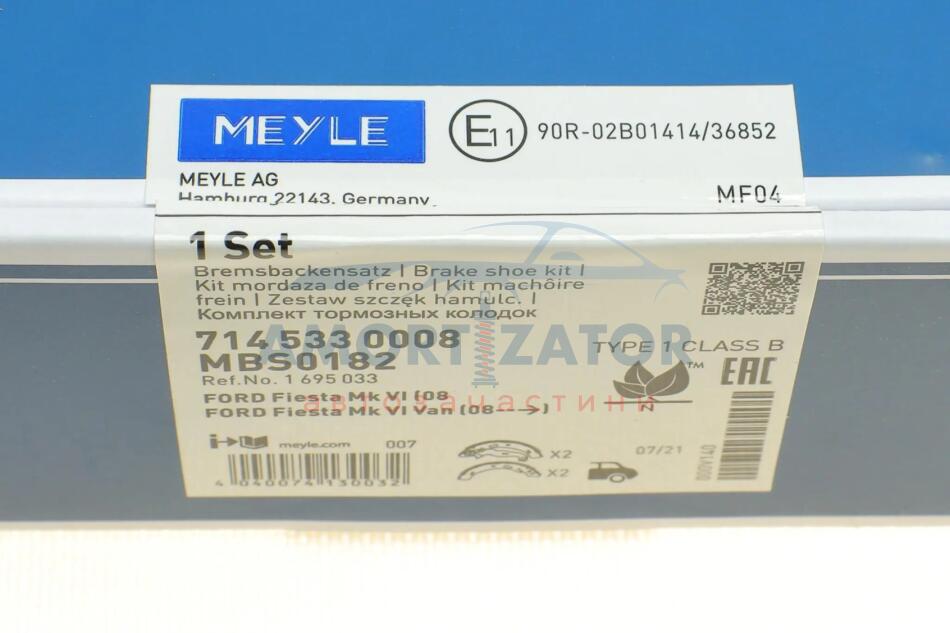 MEYLE
E11
90R-02B01414/36852
MEYLE AG
Hamburg 22143, Germany
MF04
1 Set
Bremsbackensatz | Brake shoe kit |
Kit mordaza de freno | Kit machôire
frein | Zestaw szczęk hamulc. |
Комплект тормозных колодок
714 533 0008
MBS0182
Ref.No. 1 695 033
TYPE 1 CLASS B
TM
EAC
FORD Fiesta Mk VI (08
FORD Fiesta Mk VI Van (08-->)
AMORTIZATOR
автозапчастини
meyle.com
007
4 040074 130032
X2
X2
07/21
000V140